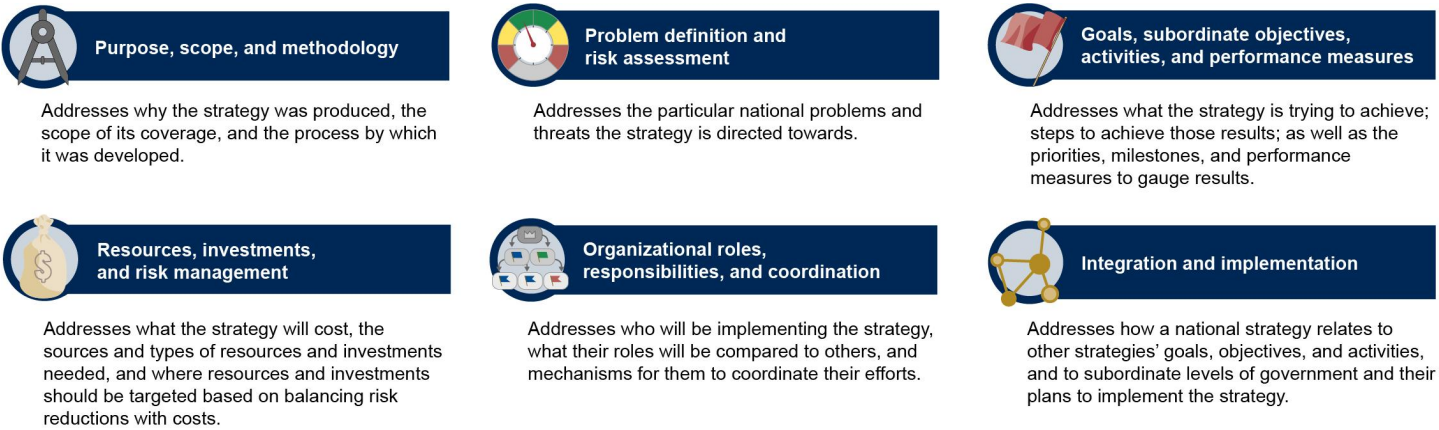 Purpose, scope, and methodology
Addresses why the strategy was produced, the
scope of its coverage, and the process by which
it was developed.
Problem definition and
risk assessment
Addresses the particular national problems and
threats the strategy is directed towards.
Goals, subordinate objectives,
activities, and performance measures
Addresses what the strategy is trying to achieve;
steps to achieve those results; as well as the
priorities, milestones, and performance
measures to gauge results.
$
Resources, investments,
and risk management
Addresses what the strategy will cost, the
sources and types of resources and investments
needed, and where resources and investments
should be targeted based on balancing risk
reductions with costs.
Organizational roles,
responsibilities, and coordination
Addresses who will be implementing the strategy,
what their roles will be compared to others, and
mechanisms for them to coordinate their efforts.
Integration and implementation
Addresses how a national strategy relates to
other strategies’ goals, objectives, and activities,
and to subordinate levels of government and their
plans to implement the strategy.